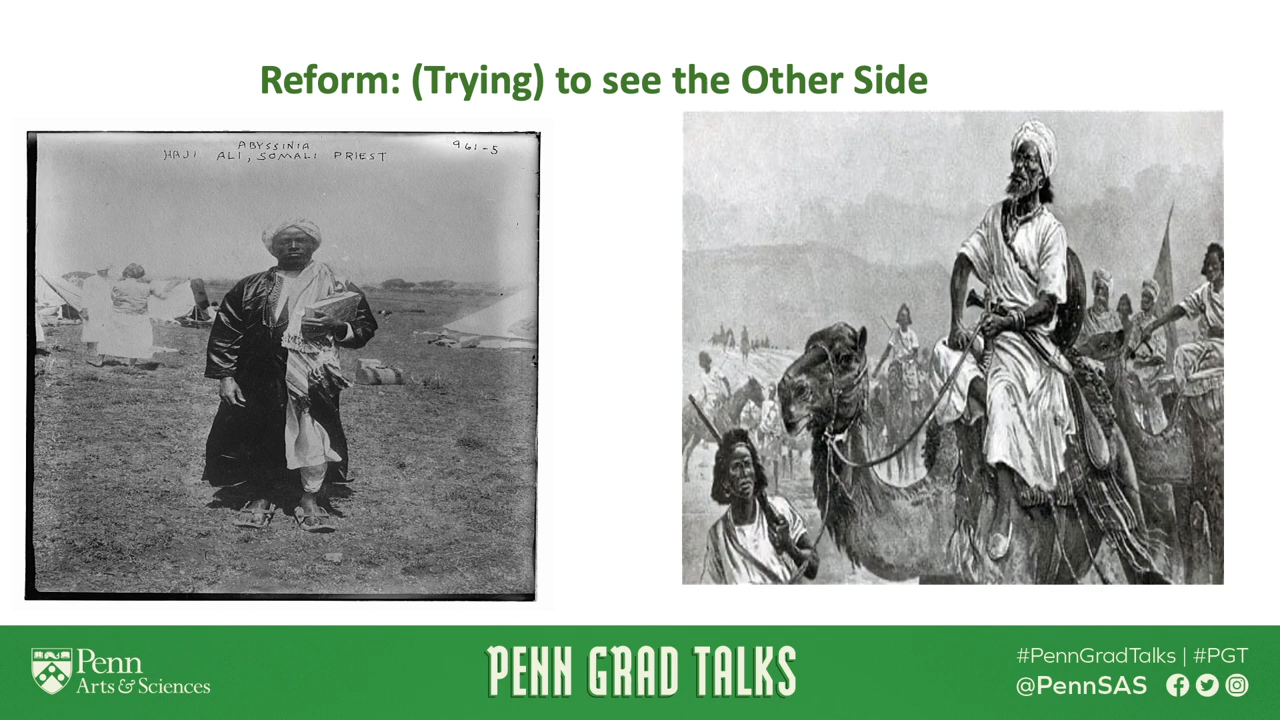 Reform: (Trying) to see the Other Side
ABYSSINIA
HAJI ALI, SOMALI PRIEST
961-5
Penn
Arts & Sciences
PENN GRAD TALKS
#PennGradTalks | #PGT
@PennSAS